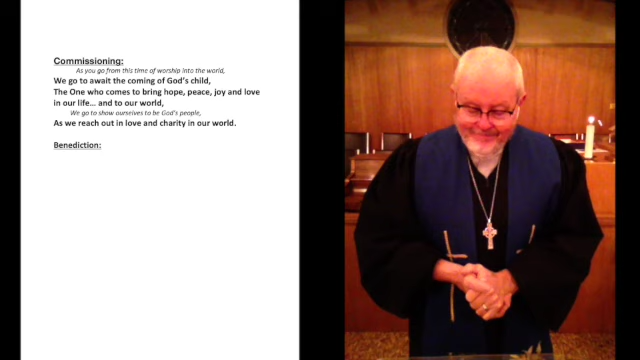 Commissioning:
As you go from this time of worship into the world,
We go to await the coming of God's child,
The One who comes to bring hope, peace, joy and love
in our life... and to our world,
We go to show ourselves to be God's people,
As we reach out in love and charity in our world.
Benediction: